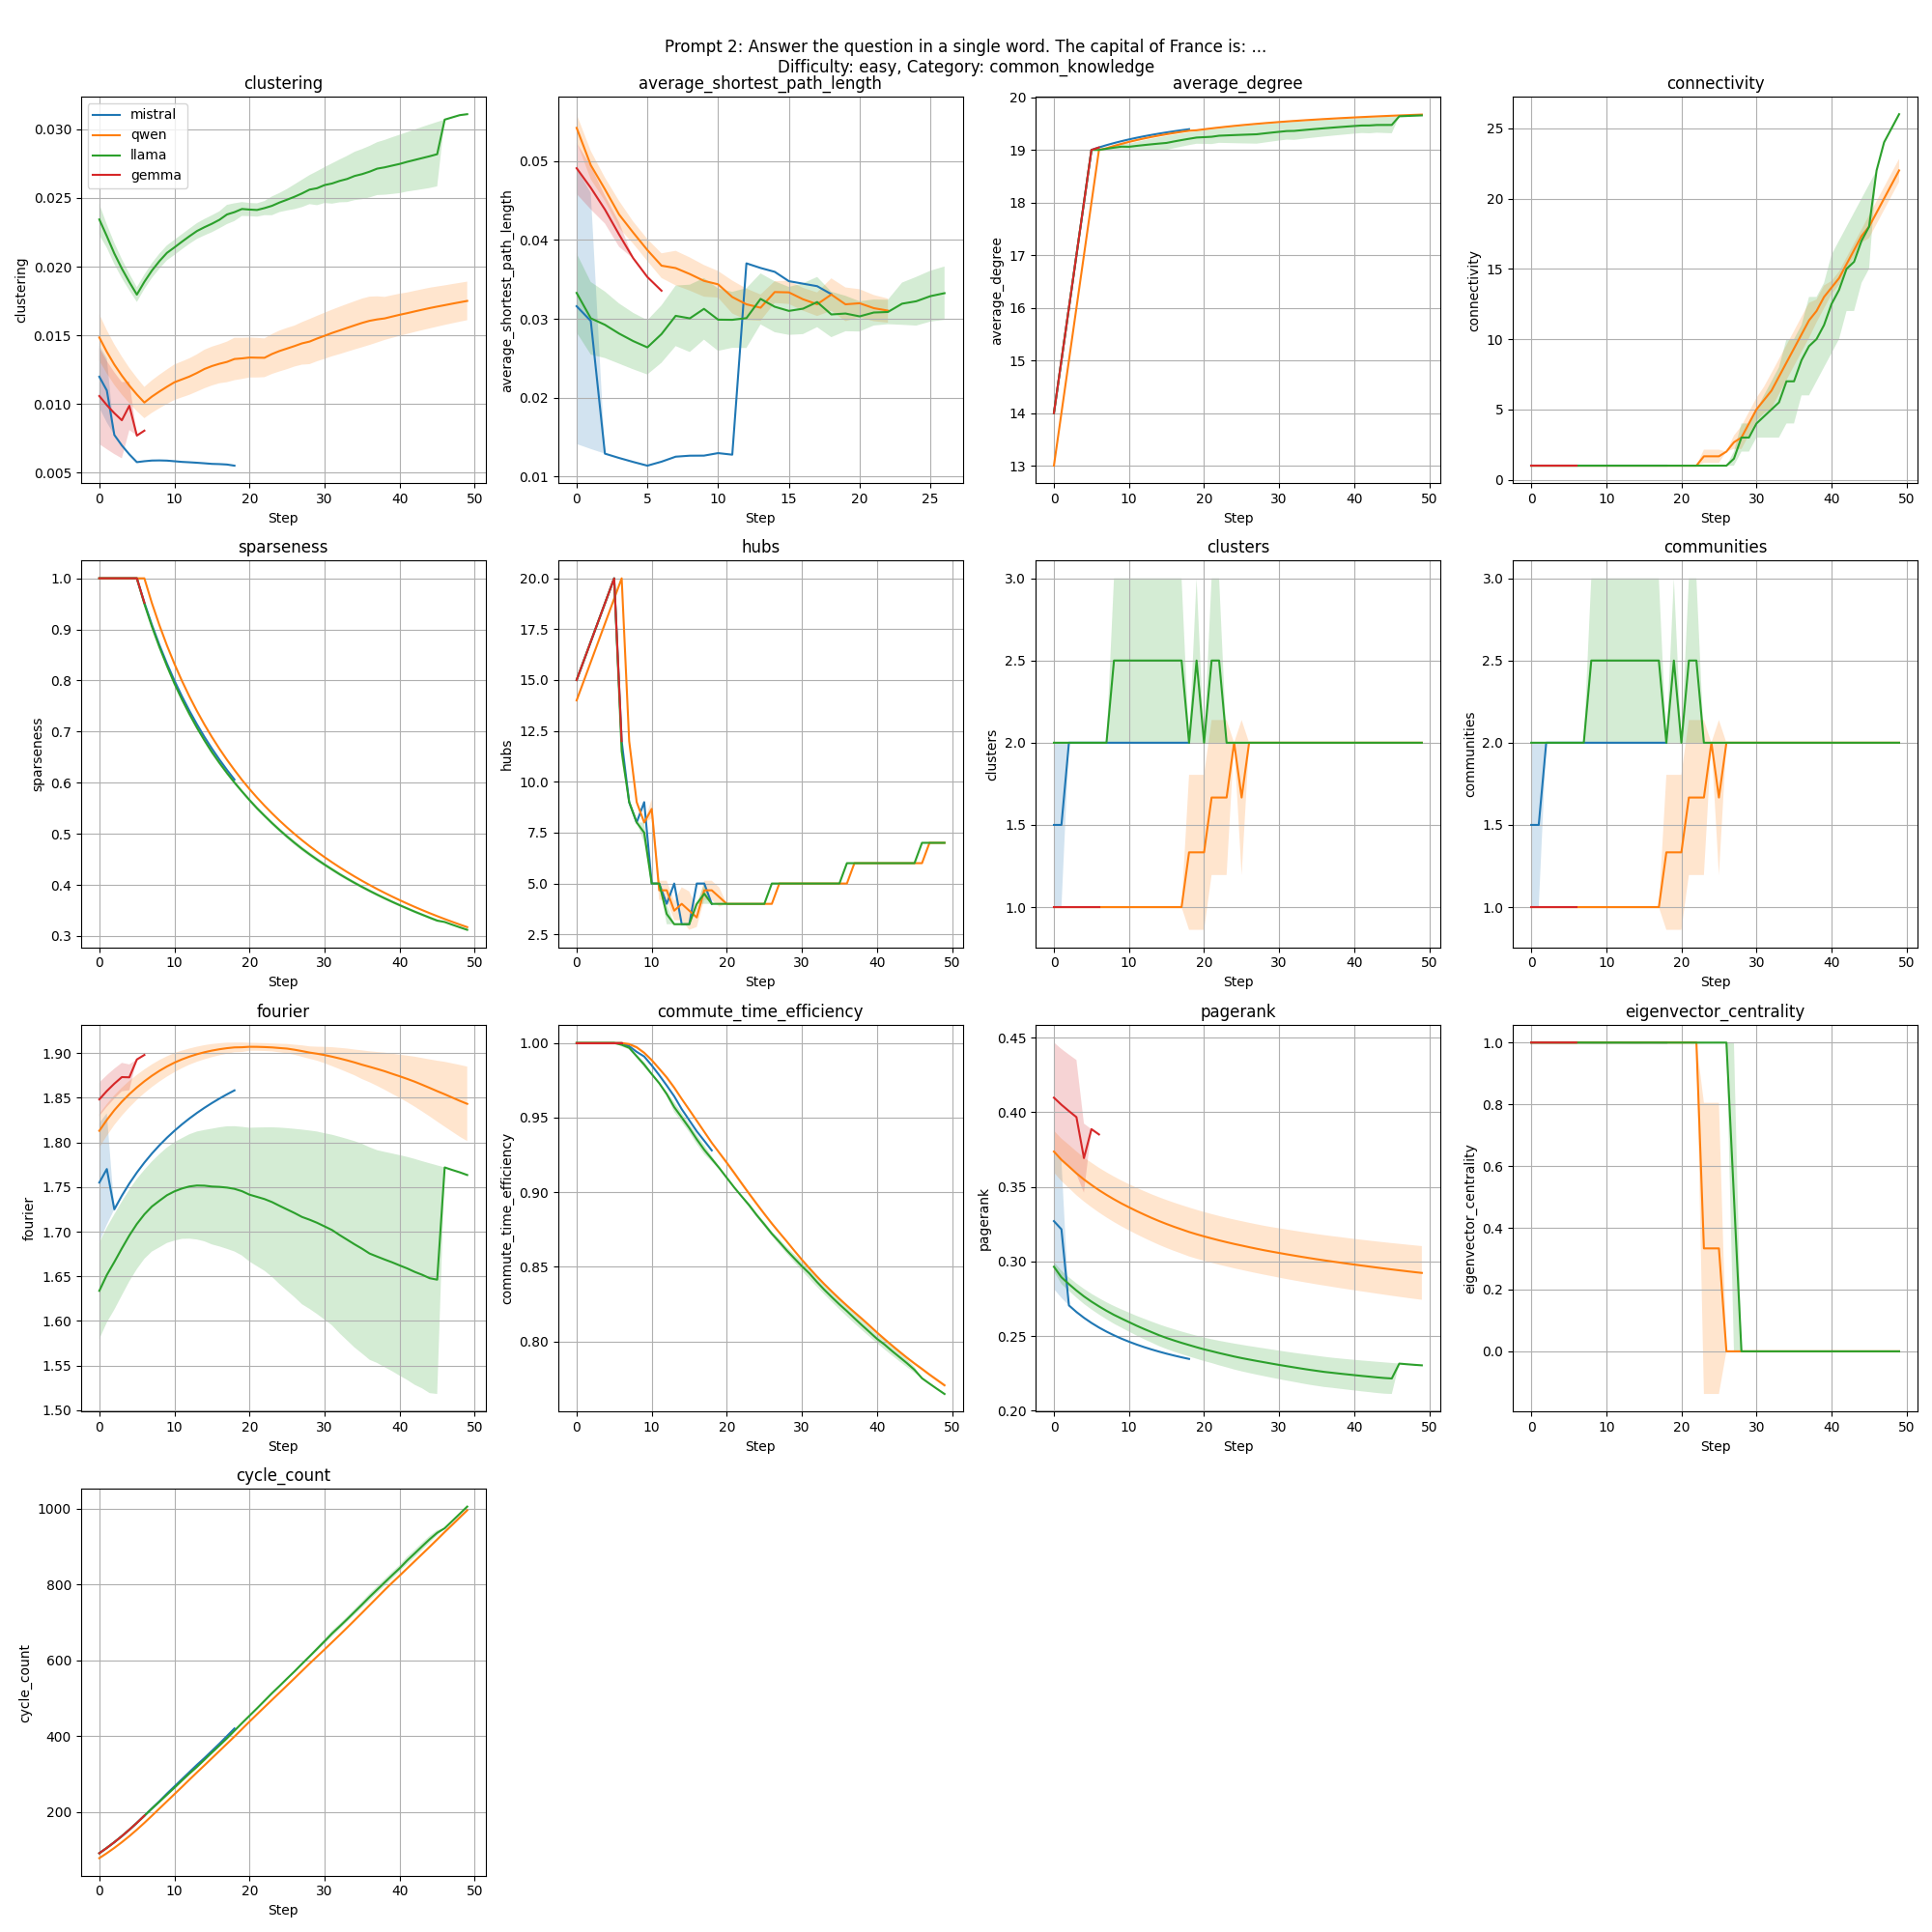 Prompt 2: Answer the question in a single word. The capital of France is: ...
Difficulty: easy, Category: common_knowledge
clustering
mistral
qwen
llama
gemma
0.030
0.025
0.020
0.015
0.010
0.005
clustering
0 10 20 30 40 50
Step
average_shortest_path_length
0.05
0.04
0.03
0.02
0.01
average_shortest_path_length
0 5 10 15 20 25
Step
average_degree
20
19
18
17
16
15
14
13
average_degree
0 10 20 30 40 50
Step
connectivity
25
20
15
10
5
0
connectivity
0 10 20 30 40 50
Step
sparseness
1.0
0.9
0.8
0.7
0.6
0.5
0.4
0.3
sparseness
0 10 20 30 40 50
Step
hubs
20.0
17.5
15.0
12.5
10.0
7.5
5.0
2.5
hubs
0 10 20 30 40 50
Step
clusters
3.0
2.5
2.0
1.5
1.0
clusters
0 10 20 30 40 50
Step
communities
3.0
2.5
2.0
1.5
1.0
communities
0 10 20 30 40 50
Step
fourier
1.90
1.85
1.80
1.75
1.70
1.65
1.60
1.55
1.50
fourier
0 10 20 30 40 50
Step
commute_time_efficiency
1.00
0.95
0.90
0.85
0.80
commute_time_efficiency
0 10 20 30 40 50
Step
pagerank
0.45
0.40
0.35
0.30
0.25
0.20
pagerank
0 10 20 30 40 50
Step
eigenvector_centrality
1.0
0.8
0.6
0.4
0.2
0.0
eigenvector_centrality
0 10 20 30 40 50
Step
cycle_count
1000
800
600
400
200
cycle_count
0 10 20 30 40 50
Step